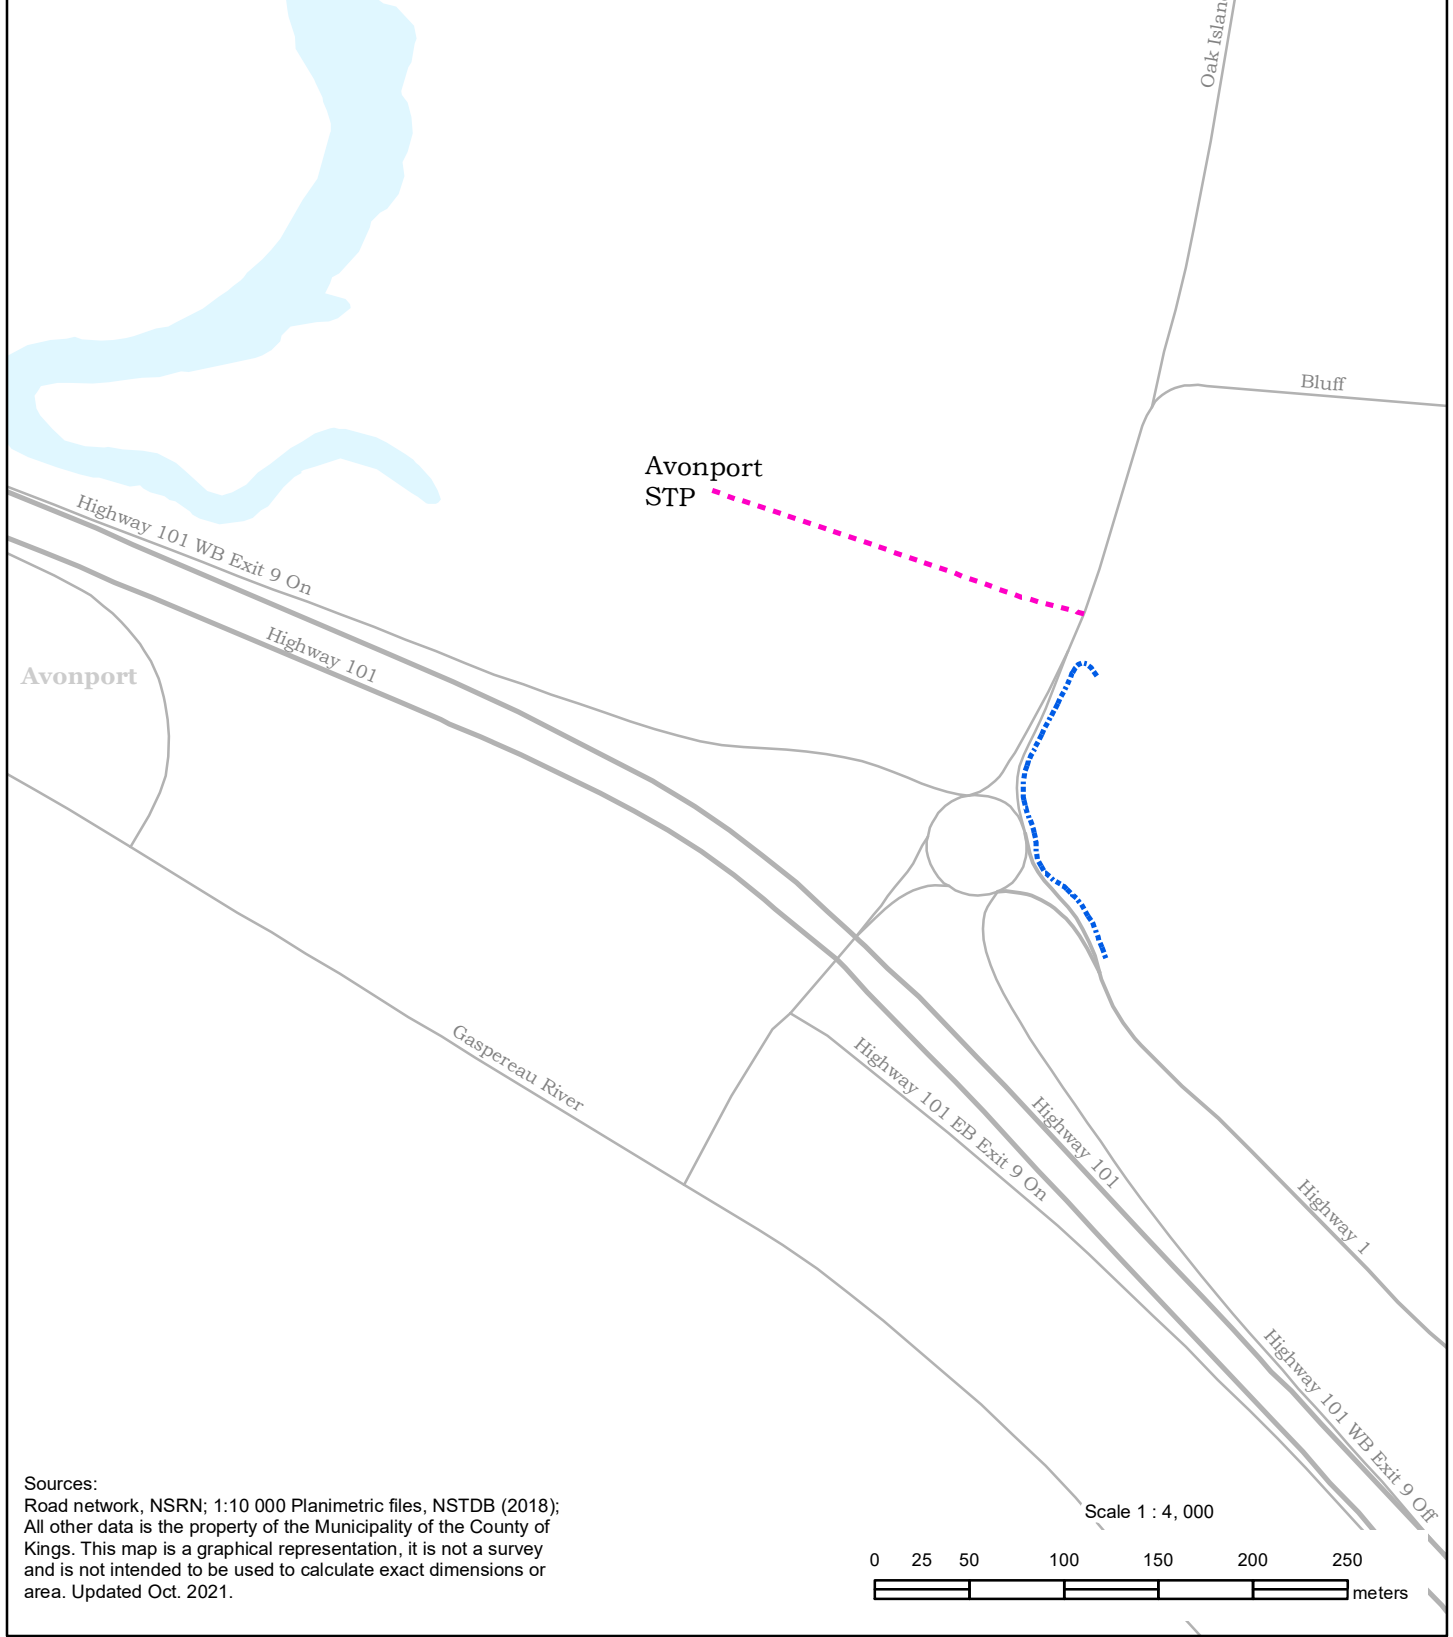 Oak Islan
Bluff
Avonport
STP
Highway 101 WB Exit 9 On
Highway 101
Avonport
Gaspereau River
Highway 101 EB Exit 9 On
Highway 101
Highway 1
Highway 101 WB Exit 9 Off
Sources:
Road network, NSRN; 1:10 000 Planimetric files, NSTDB (2018);
All other data is the property of the Municipality of the County of
Kings. This map is a graphical representation, it is not a survey
and is not intended to be used to calculate exact dimensions or
area. Updated Oct. 2021.
Scale 1 : 4, 000
0 25 50 100 150 200 250
meters